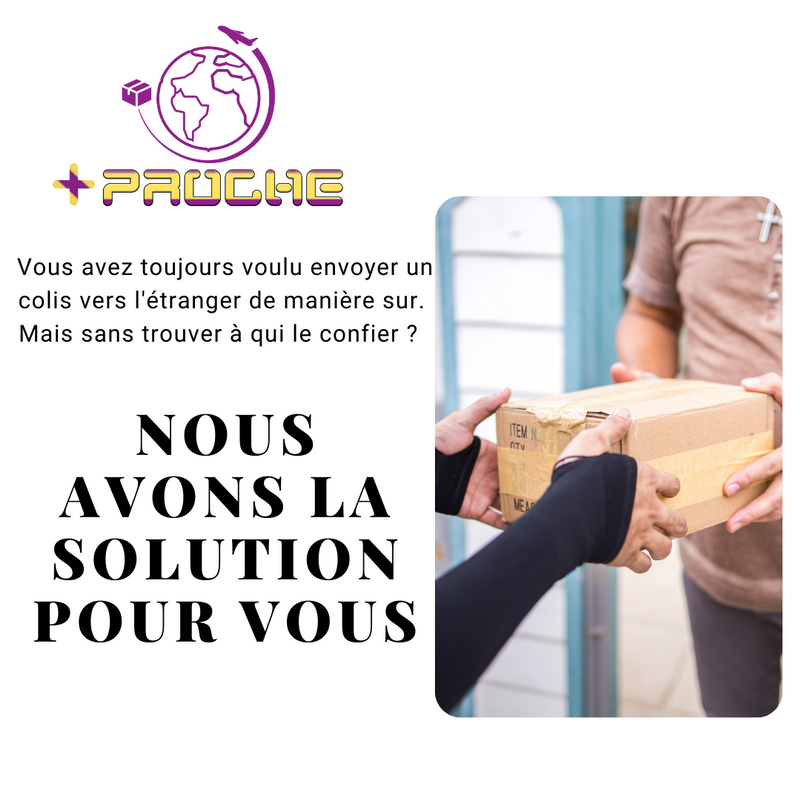 +PROCHE
Vous avez toujours voulu envoyer un
colis vers l'étranger de manière sur.
Mais sans trouver à qui le confier ?
NOUS
AVONS LA
SOLUTION
POUR VOUS
ITEM N
QTY
MEAS